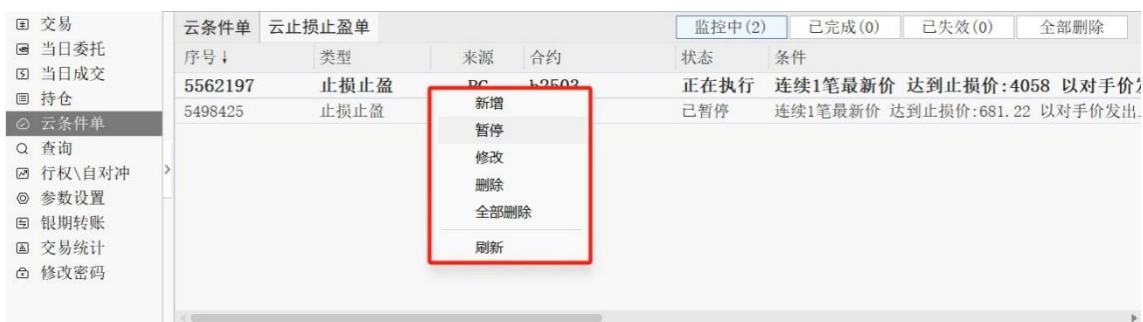 交易
当日委托
当日成交
持仓
云条件单
查询
行权\自对冲
参数设置
银期转账
交易统计
修改密码
云条件单 云止损止盈单 监控中(2) 已完成(0) 已失效(0) 全部删除
序号↓ 类型 来源 合约 状态 条件
5562197 止损止盈 正在执行 连续1笔最新价 达到止损价:4058 以对手价
5498425 止损止盈 已暂停 连续1笔最新价 达到止损价:681.22 以对手价发出
新增
暂停
修改
删除
全部删除
刷新